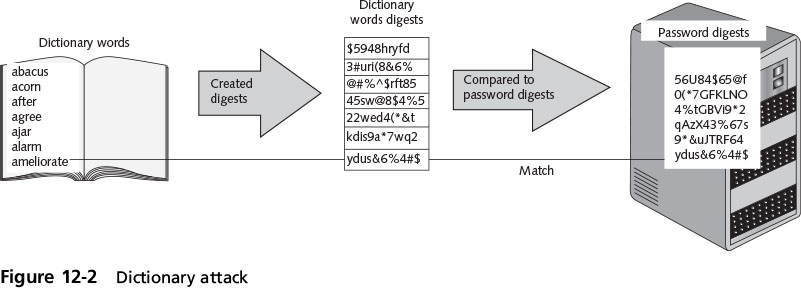 Dictionary words
abacus
acorn
after
agree
ajar
alarm
ameliorate
Created
digests
Dictionary
words digests
$5948hryfd
3#uri(8&6%
@#%^$rft85
45sw@8$4%5
22wed4(*&t
kdis9a*7wq2
ydus&6%4#$
Compared to
password digests
Match
Password digests
56U84$65@f
0(*7GFKLNO
4%tGBVi9*2
qAzX43%67s
9*&uJTRF64
ydus&6%4#$
Figure 12-2 Dictionary attack